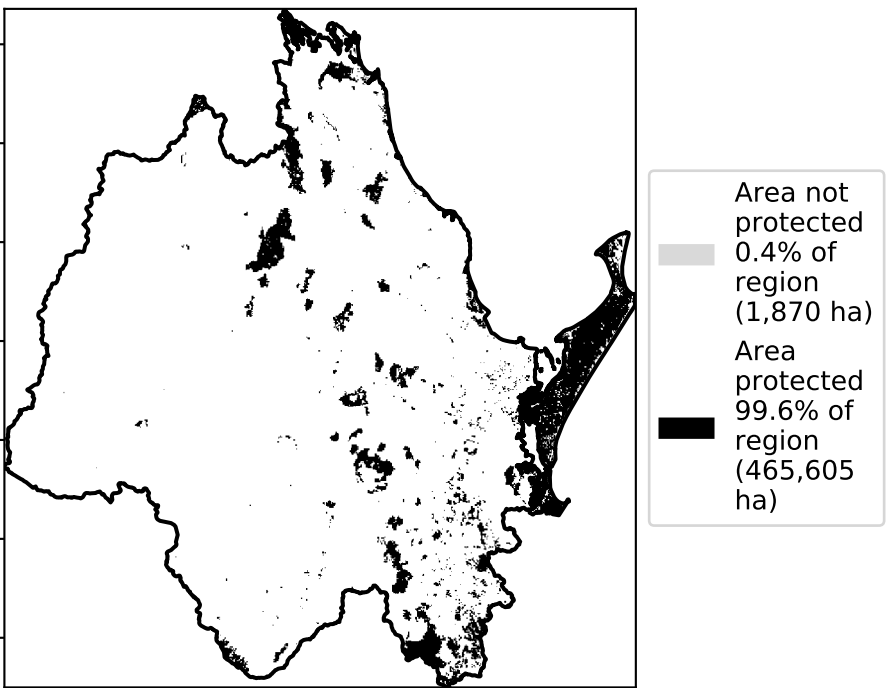 Area not
protected
0.4% of
region
(1,870 ha)
Area
protected
99.6% of
region
(465,605
ha)